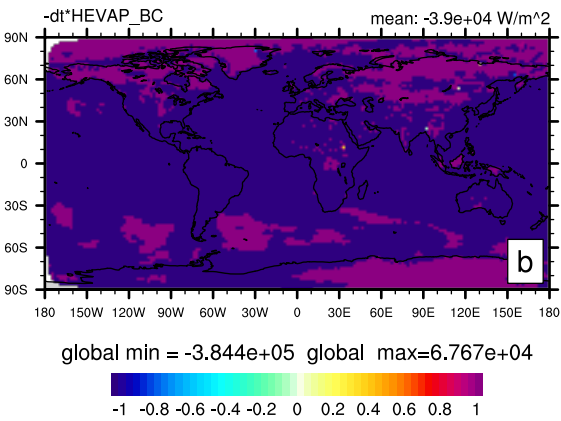 -dt*HEVAP_BC mean: -3.9e+04 W/m^2
90N
60N
30N
0
30S
60S
90S
b
180 150W 120W 90W 60W 30W 0 30E 60E 90E 120E 150E 180
global min = -3.844e+05 global max=6.767e+04
-1 -0.8 -0.6 -0.4 -0.2 0 0.2 0.4 0.6 0.8 1